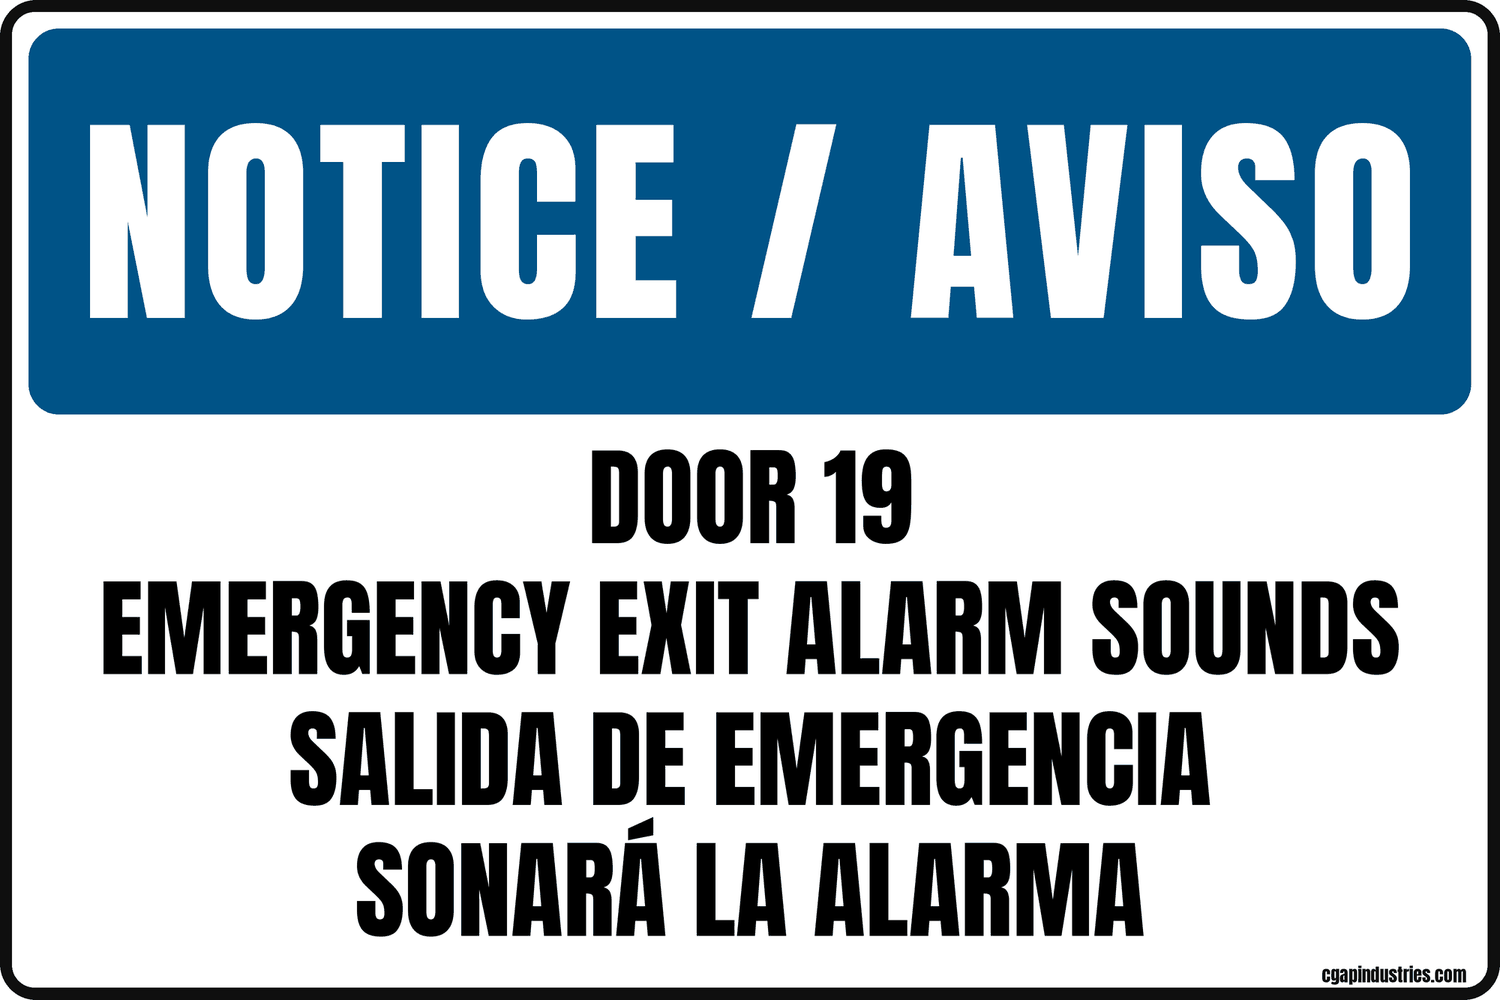 NOTICE / AVISO
DOOR 19
EMERGENCY EXIT ALARM SOUNDS
SALIDA DE EMERGENCIA
SONARÁ LA ALARMA
cgapindustries.com